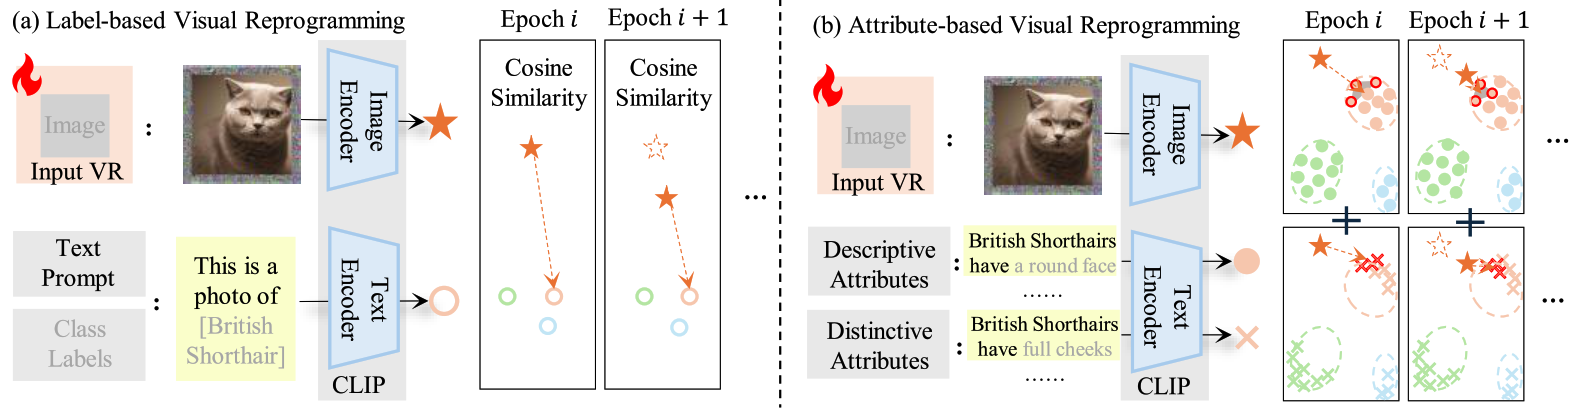 (a) Label-based Visual Reprogramming
Epoch i
Epoch i + 1
Image
Input VR
:
Image
Encoder
Cosine
Similarity
Cosine
Similarity
...
Text
Prompt
Class
Labels
:
This is a
photo of
[British
Shorthair]
Text
Encoder
CLIP
(b) Attribute-based Visual Reprogramming
Epoch i
Epoch i + 1
Image
Input VR
:
Image
Encoder
...
Descriptive
Attributes
:
British Shorthairs
have a round face
......
Distinctive
Attributes
:
British Shorthairs
have full cheeks
......
Text
Encoder
CLIP
+
+
...